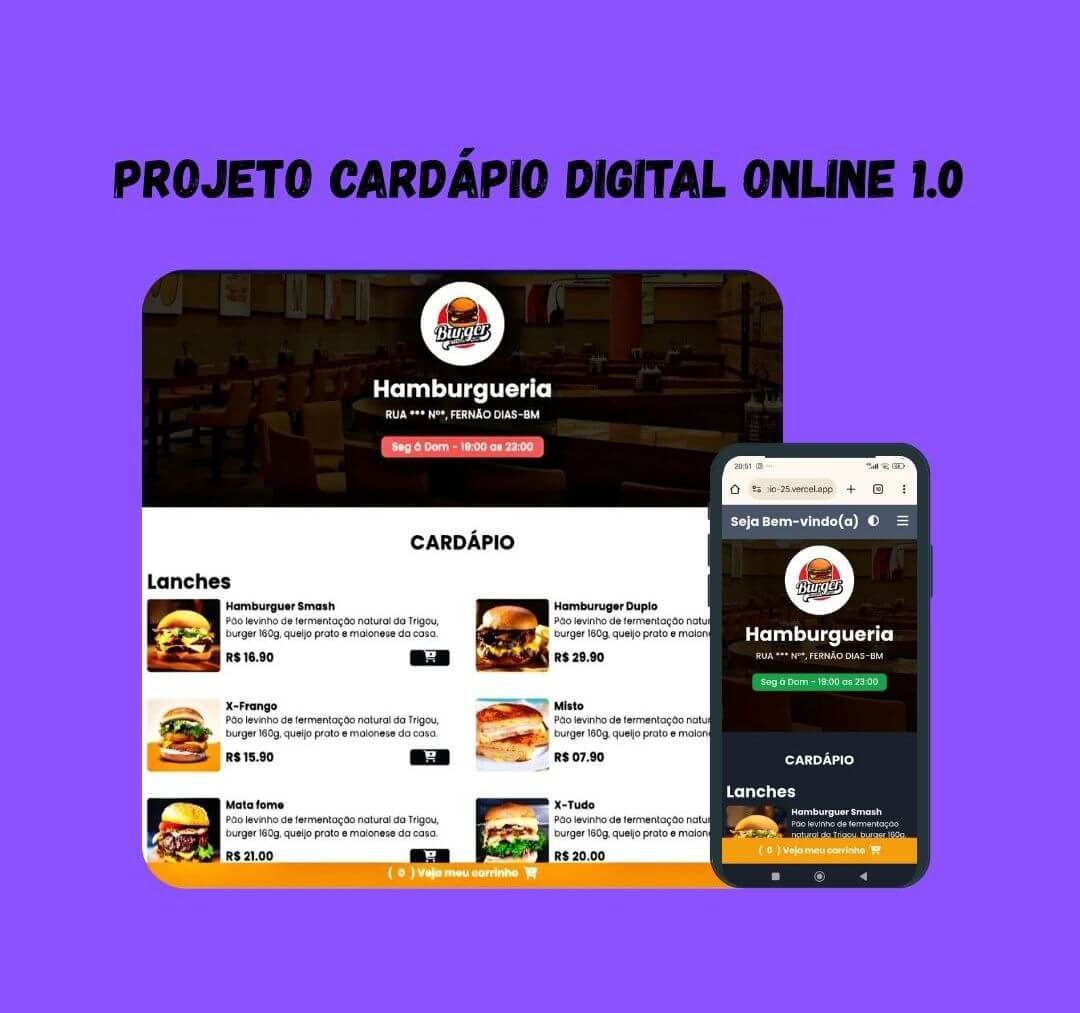 PROJETO CARDÁPIO DIGITAL ONLINE 1.0
Burger
Hamburgueria
RUA *** Nº*, FERNÃO DIAS-BM
Seg á Dom - 19:00 as 23:00
CARDÁPIO
Lanches
Hamburguer Smash
Pão levinho de fermentação natural da Trigou,
burger 160g, queijo prato e maionese da casa.
R$ 16.90
Hamburuger Duplo
Pão levinho de fermentação natur
burger 160g, queijo prato e maion
R$ 29.90
X-Frango
Pão levinho de fermentação natural da Trigou,
burger 160g, queijo prato e maionese da casa.
R$ 15.90
Misto
Pão levinho de fermentação natur
burger 160g, queijo prato e maion
R$ 07.90
Mata fome
Pão levinho de fermentação natural da Trigou,
burger 160g, queijo prato e maionese da casa.
R$ 21.00
X-Tudo
Pão levinho de fermentação natur
burger 160g, queijo prato e maion
R$ 20.00
( 0 ) Veja meu carrinho
20:51
io-25.vercel.app
Seja Bem-vindo(a)
Burger
Hamburgueria
RUA *** Nº*, FERNÃO DIAS-BM
Seg á Dom - 19:00 as 23:00
CARDÁPIO
Lanches
Hamburguer Smash
Pão levinho de fermentação
natural da Trigou, burger 160g,
( 0 ) Veja meu carrinho